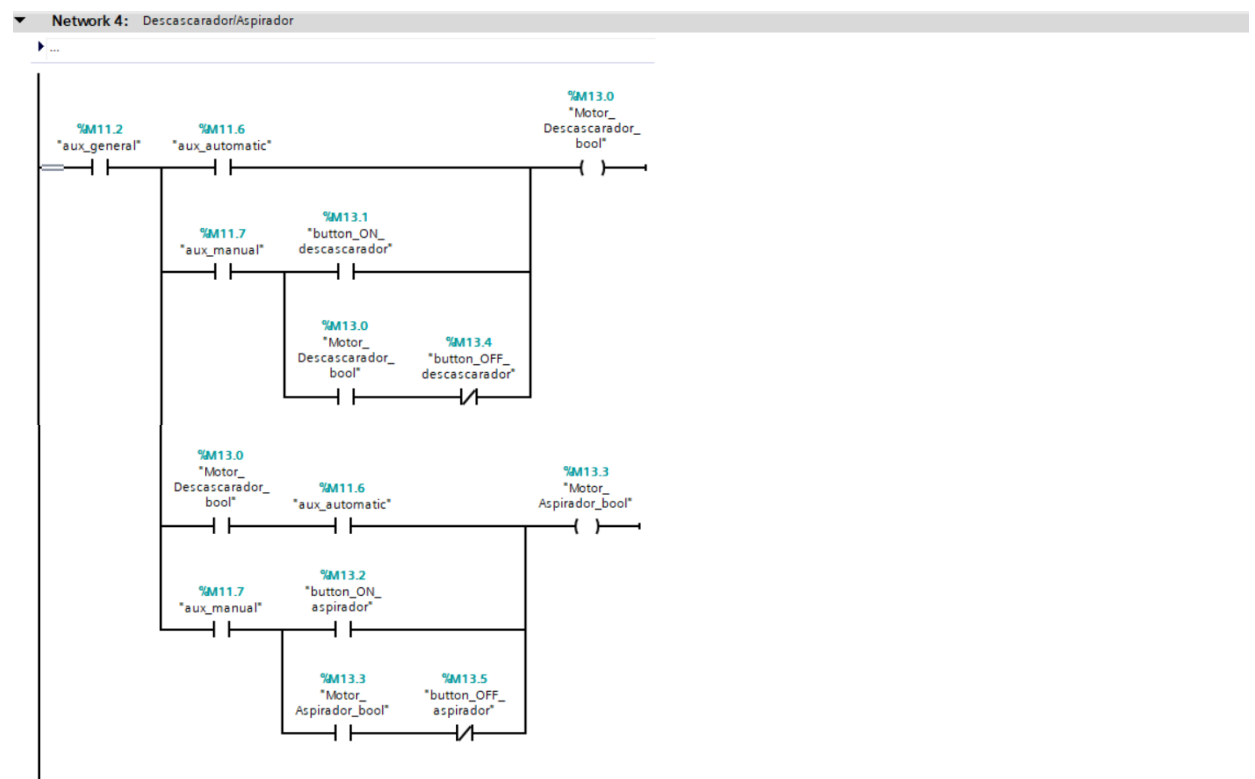 Network 4: Descascarador/Aspirador
...
%M13.0
"Motor_
Descascarador_
bool"
%M11.2
"aux_general"
%M11.6
"aux_automatic"
%M11.7
"aux_manual"
%M13.1
"button_ON_
descascarador"
%M13.0
"Motor_
Descascarador_
bool"
%M13.4
"button_OFF_
descascarador"
%M13.0
"Motor_
Descascarador_
bool"
%M11.6
"aux_automatic"
%M13.3
"Motor_
Aspirador_bool"
%M11.7
"aux_manual"
%M13.2
"button_ON_
aspirador"
%M13.3
"Motor_
Aspirador_bool"
%M13.5
"button_OFF_
aspirador"